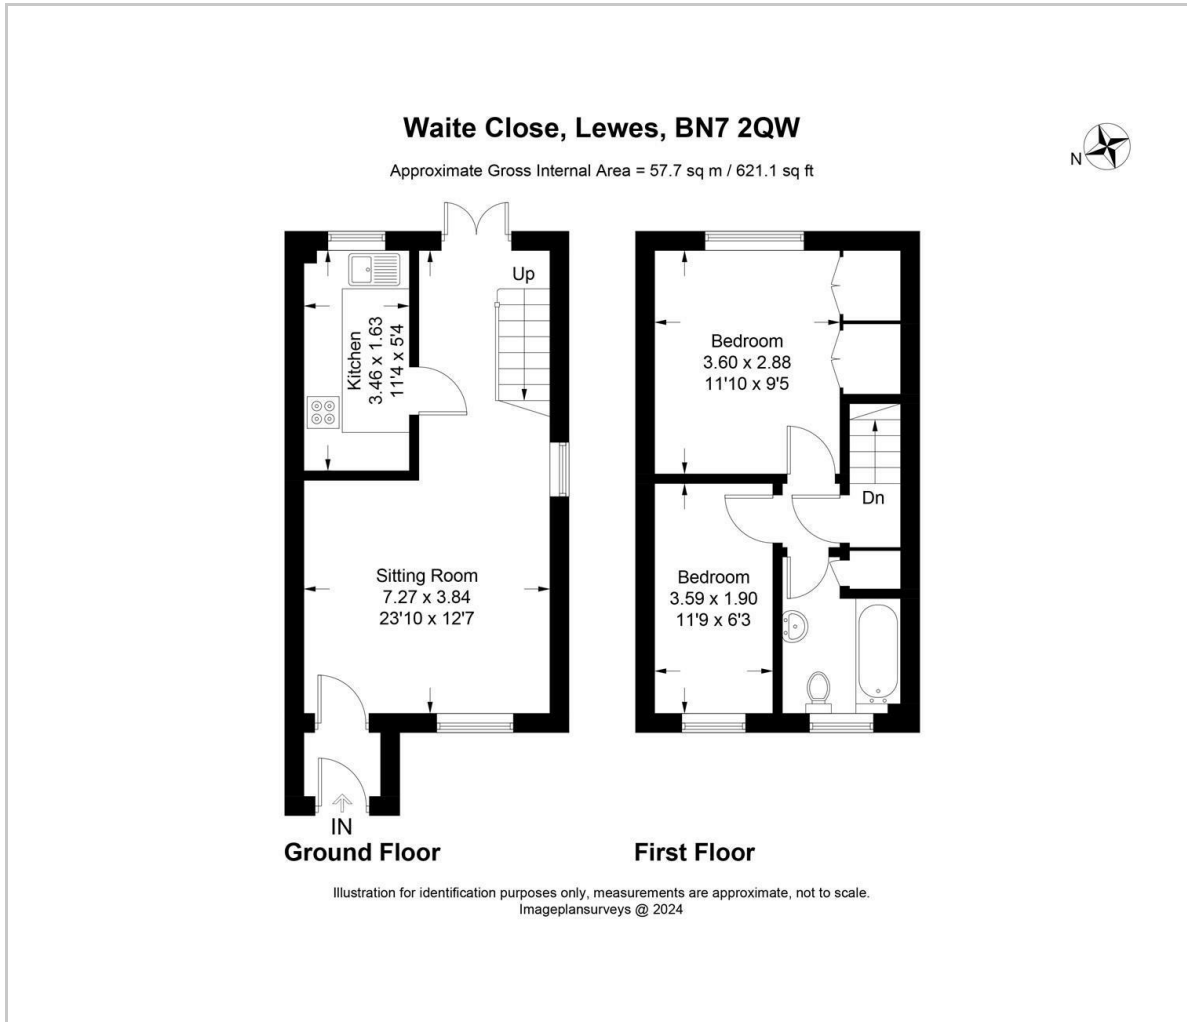 Waite Close, Lewes, BN7 2QW
Approximate Gross Internal Area = 57.7 sq m / 621.1 sq ft
N
Up
Kitchen
3.46 x 1.63
11'4 x 5'4
Sitting Room
7.27 x 3.84
23'10 x 12'7
IN
Ground Floor
Bedroom
3.60 x 2.88
11'10 x 9'5
Dn
Bedroom
3.59 x 1.90
11'9 x 6'3
First Floor
Illustration for identification purposes only, measurements are approximate, not to scale.
Imageplansurveys @ 2024